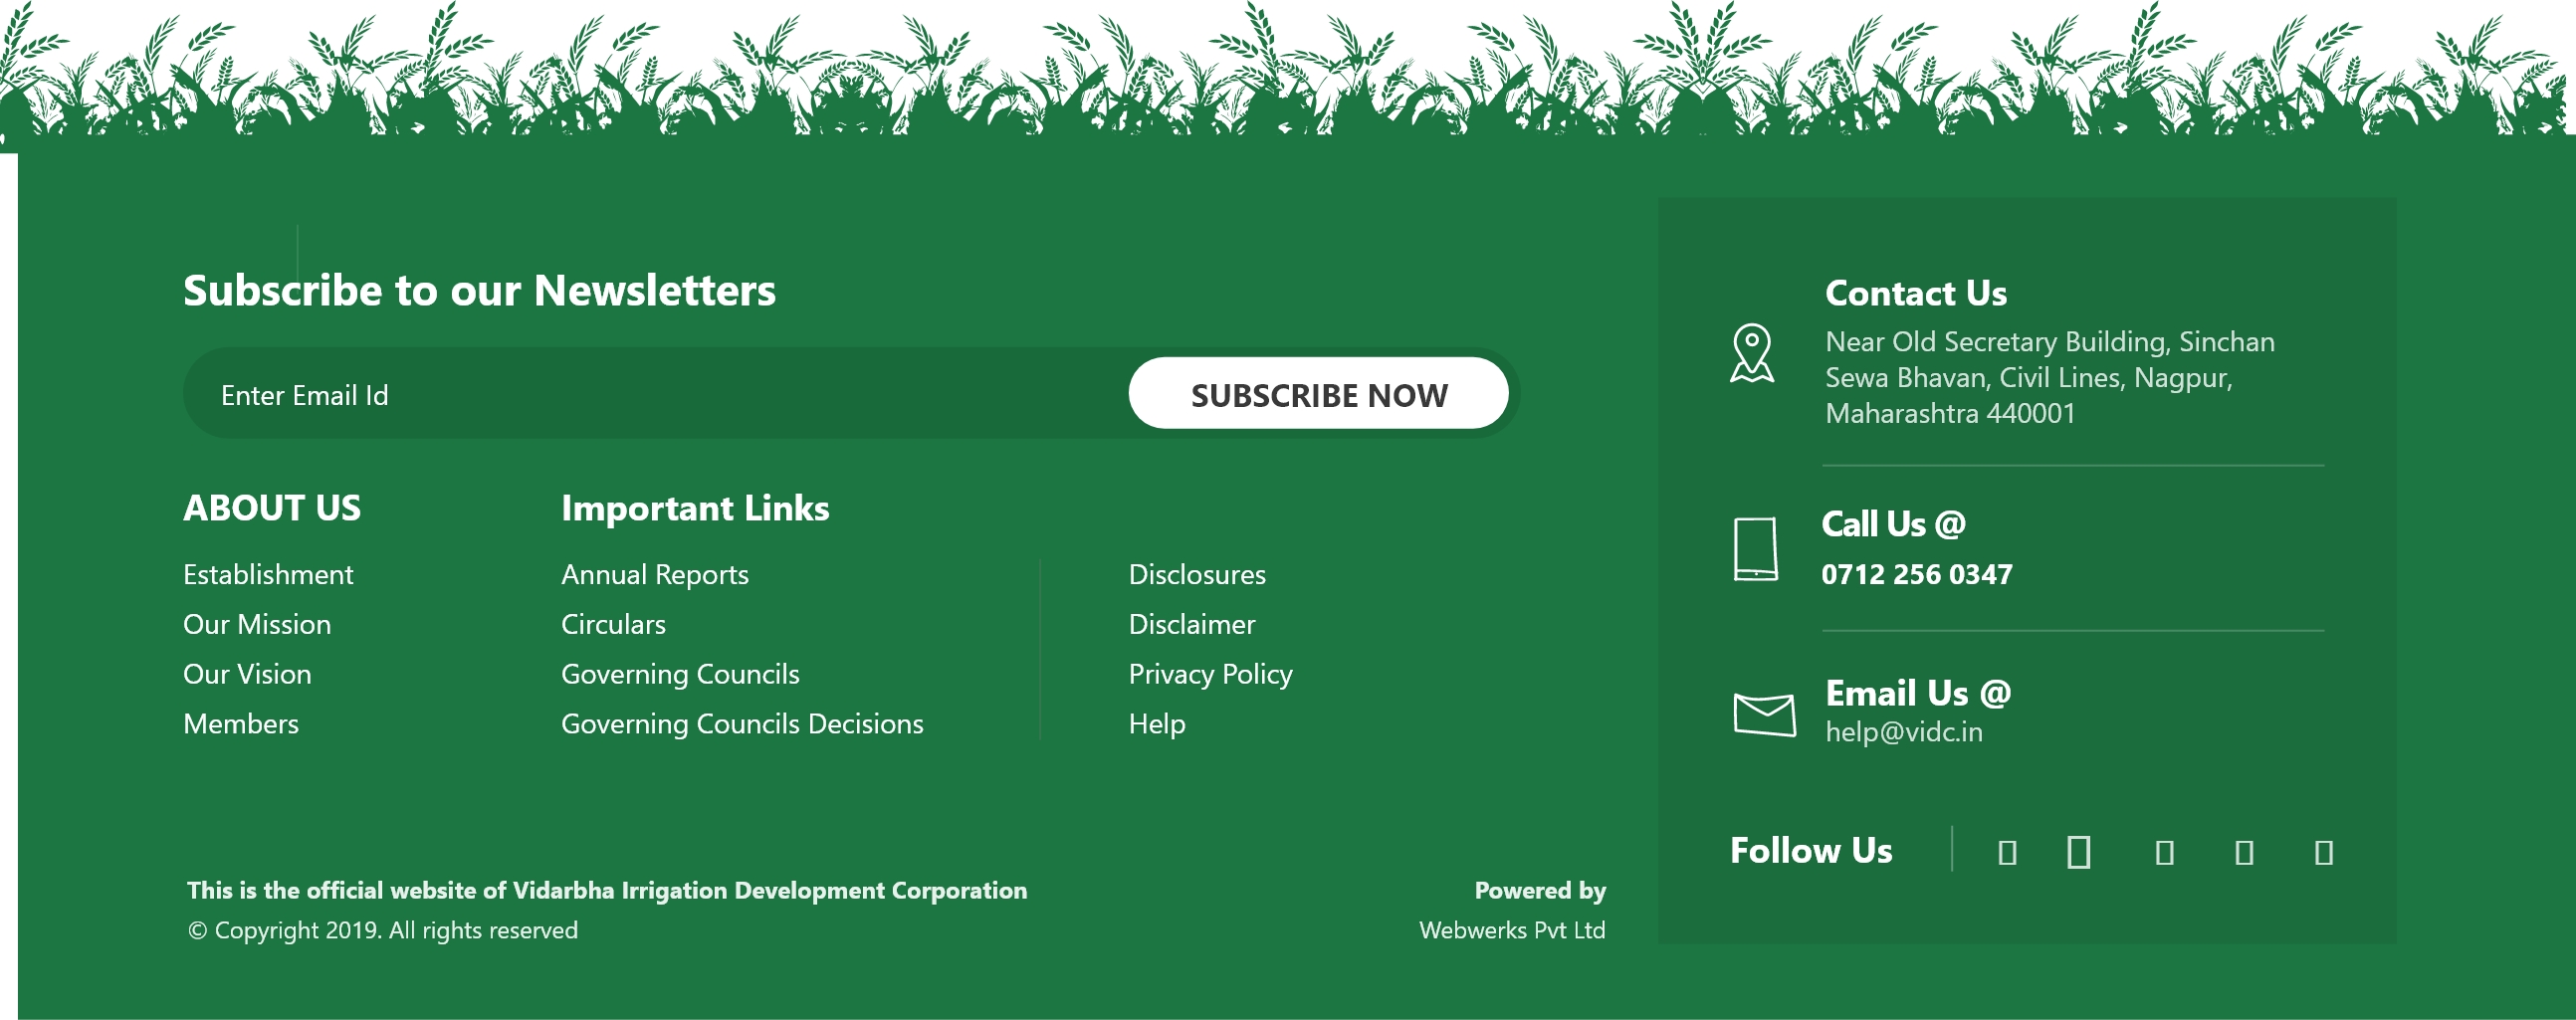 Subscribe to our Newsletters
Enter Email Id
SUBSCRIBE NOW
ABOUT US
Establishment
Our Mission
Our Vision
Members
Important Links
Annual Reports
Circulars
Governing Councils
Governing Councils Decisions
Disclosures
Disclaimer
Privacy Policy
Help
This is the official website of Vidarbha Irrigation Development Corporation
© Copyright 2019. All rights reserved
Powered by
Webwerks Pvt Ltd
Contact Us
Near Old Secretary Building, Sinchan
Sewa Bhavan, Civil Lines, Nagpur,
Maharashtra 440001
Call Us @
0712 256 0347
Email Us @
help@vidc.in
Follow Us